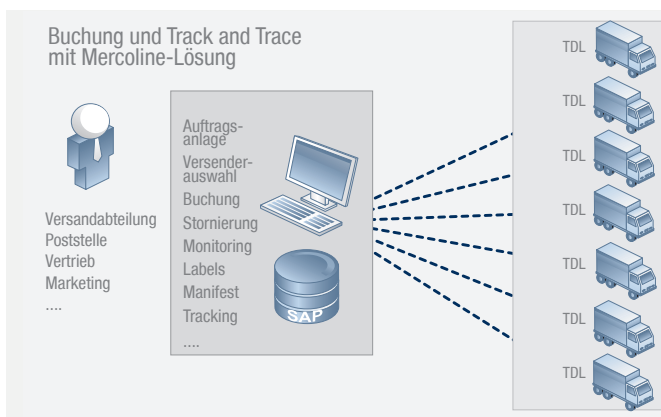 Buchung und Track and Trace
mit Mercoline-Lösung
Versandabteilung
Poststelle
Vertrieb
Marketing
....
Auftrags-
anlage
Versender-
auswahl
Buchung
Stornierung
Monitoring
Labels
Manifest
Tracking
....
SAP
TDL
TDL
TDL
TDL
TDL
TDL
TDL